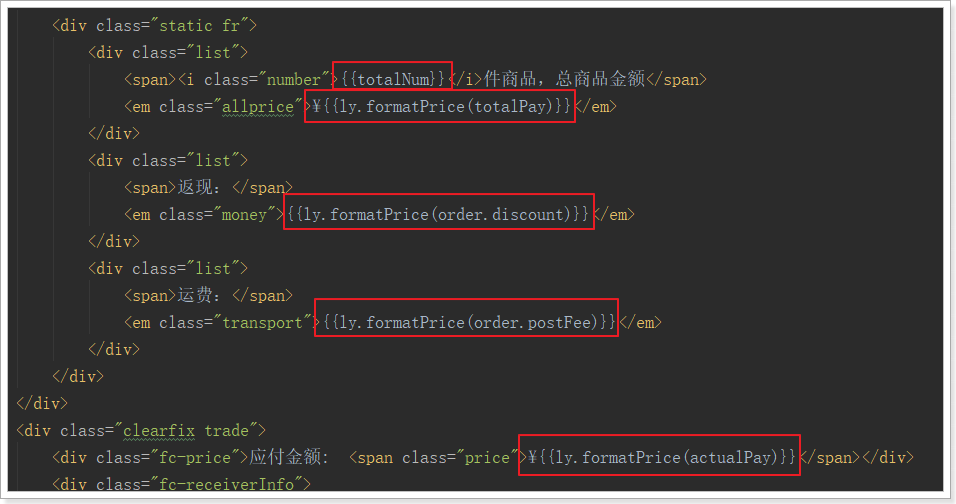 <div class="static fr">
<div class="list">
<span><i class="number">{{totalNum}}</i>件商品，总商品金额</span>
<em class="allprice">¥{{ly.formatPrice(totalPay)}}</em>
</div>
<div class="list">
<span>返现：</span>
<em class="money">{{ly.formatPrice(order.discount)}}</em>
</div>
<div class="list">
<span>运费：</span>
<em class="transport">{{ly.formatPrice(order.postFee)}}</em>
</div>
</div>
</div>
<div class="clearfix trade">
<div class="fc-price">应付金额:　<span class="price">¥{{ly.formatPrice(actualPay)}}</span></div>
<div class="fc-receiverInfo">